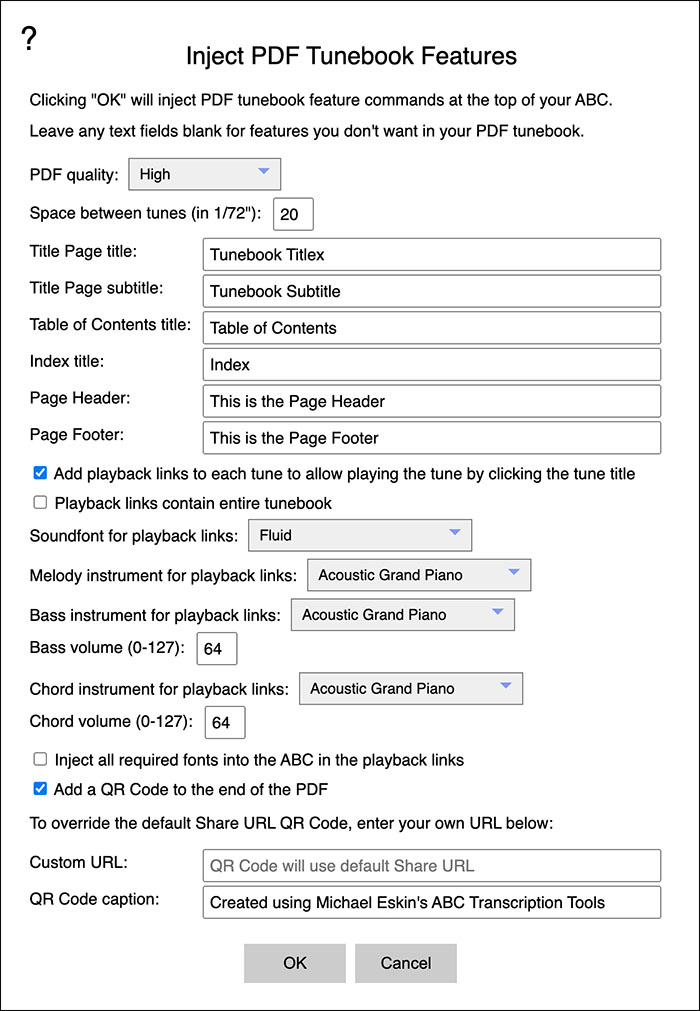 ?
Inject PDF Tunebook Features
Clicking "OK" will inject PDF tunebook feature commands at the top of your ABC.
Leave any text fields blank for features you don't want in your PDF tunebook.
PDF quality: High
Space between tunes (in 1/72"): 20
Title Page title: Tunebook Titlex
Title Page subtitle: Tunebook Subtitle
Table of Contents title: Table of Contents
Index title: Index
Page Header: This is the Page Header
Page Footer: This is the Page Footer
Add playback links to each tune to allow playing the tune by clicking the tune title
Playback links contain entire tunebook
Soundfont for playback links: Fluid
Melody instrument for playback links: Acoustic Grand Piano
Bass instrument for playback links: Acoustic Grand Piano
Bass volume (0-127): 64
Chord instrument for playback links: Acoustic Grand Piano
Chord volume (0-127): 64
Inject all required fonts into the ABC in the playback links
Add a QR Code to the end of the PDF
To override the default Share URL QR Code, enter your own URL below:
Custom URL: QR Code will use default Share URL
QR Code caption: Created using Michael Eskin's ABC Transcription Tools
OK Cancel